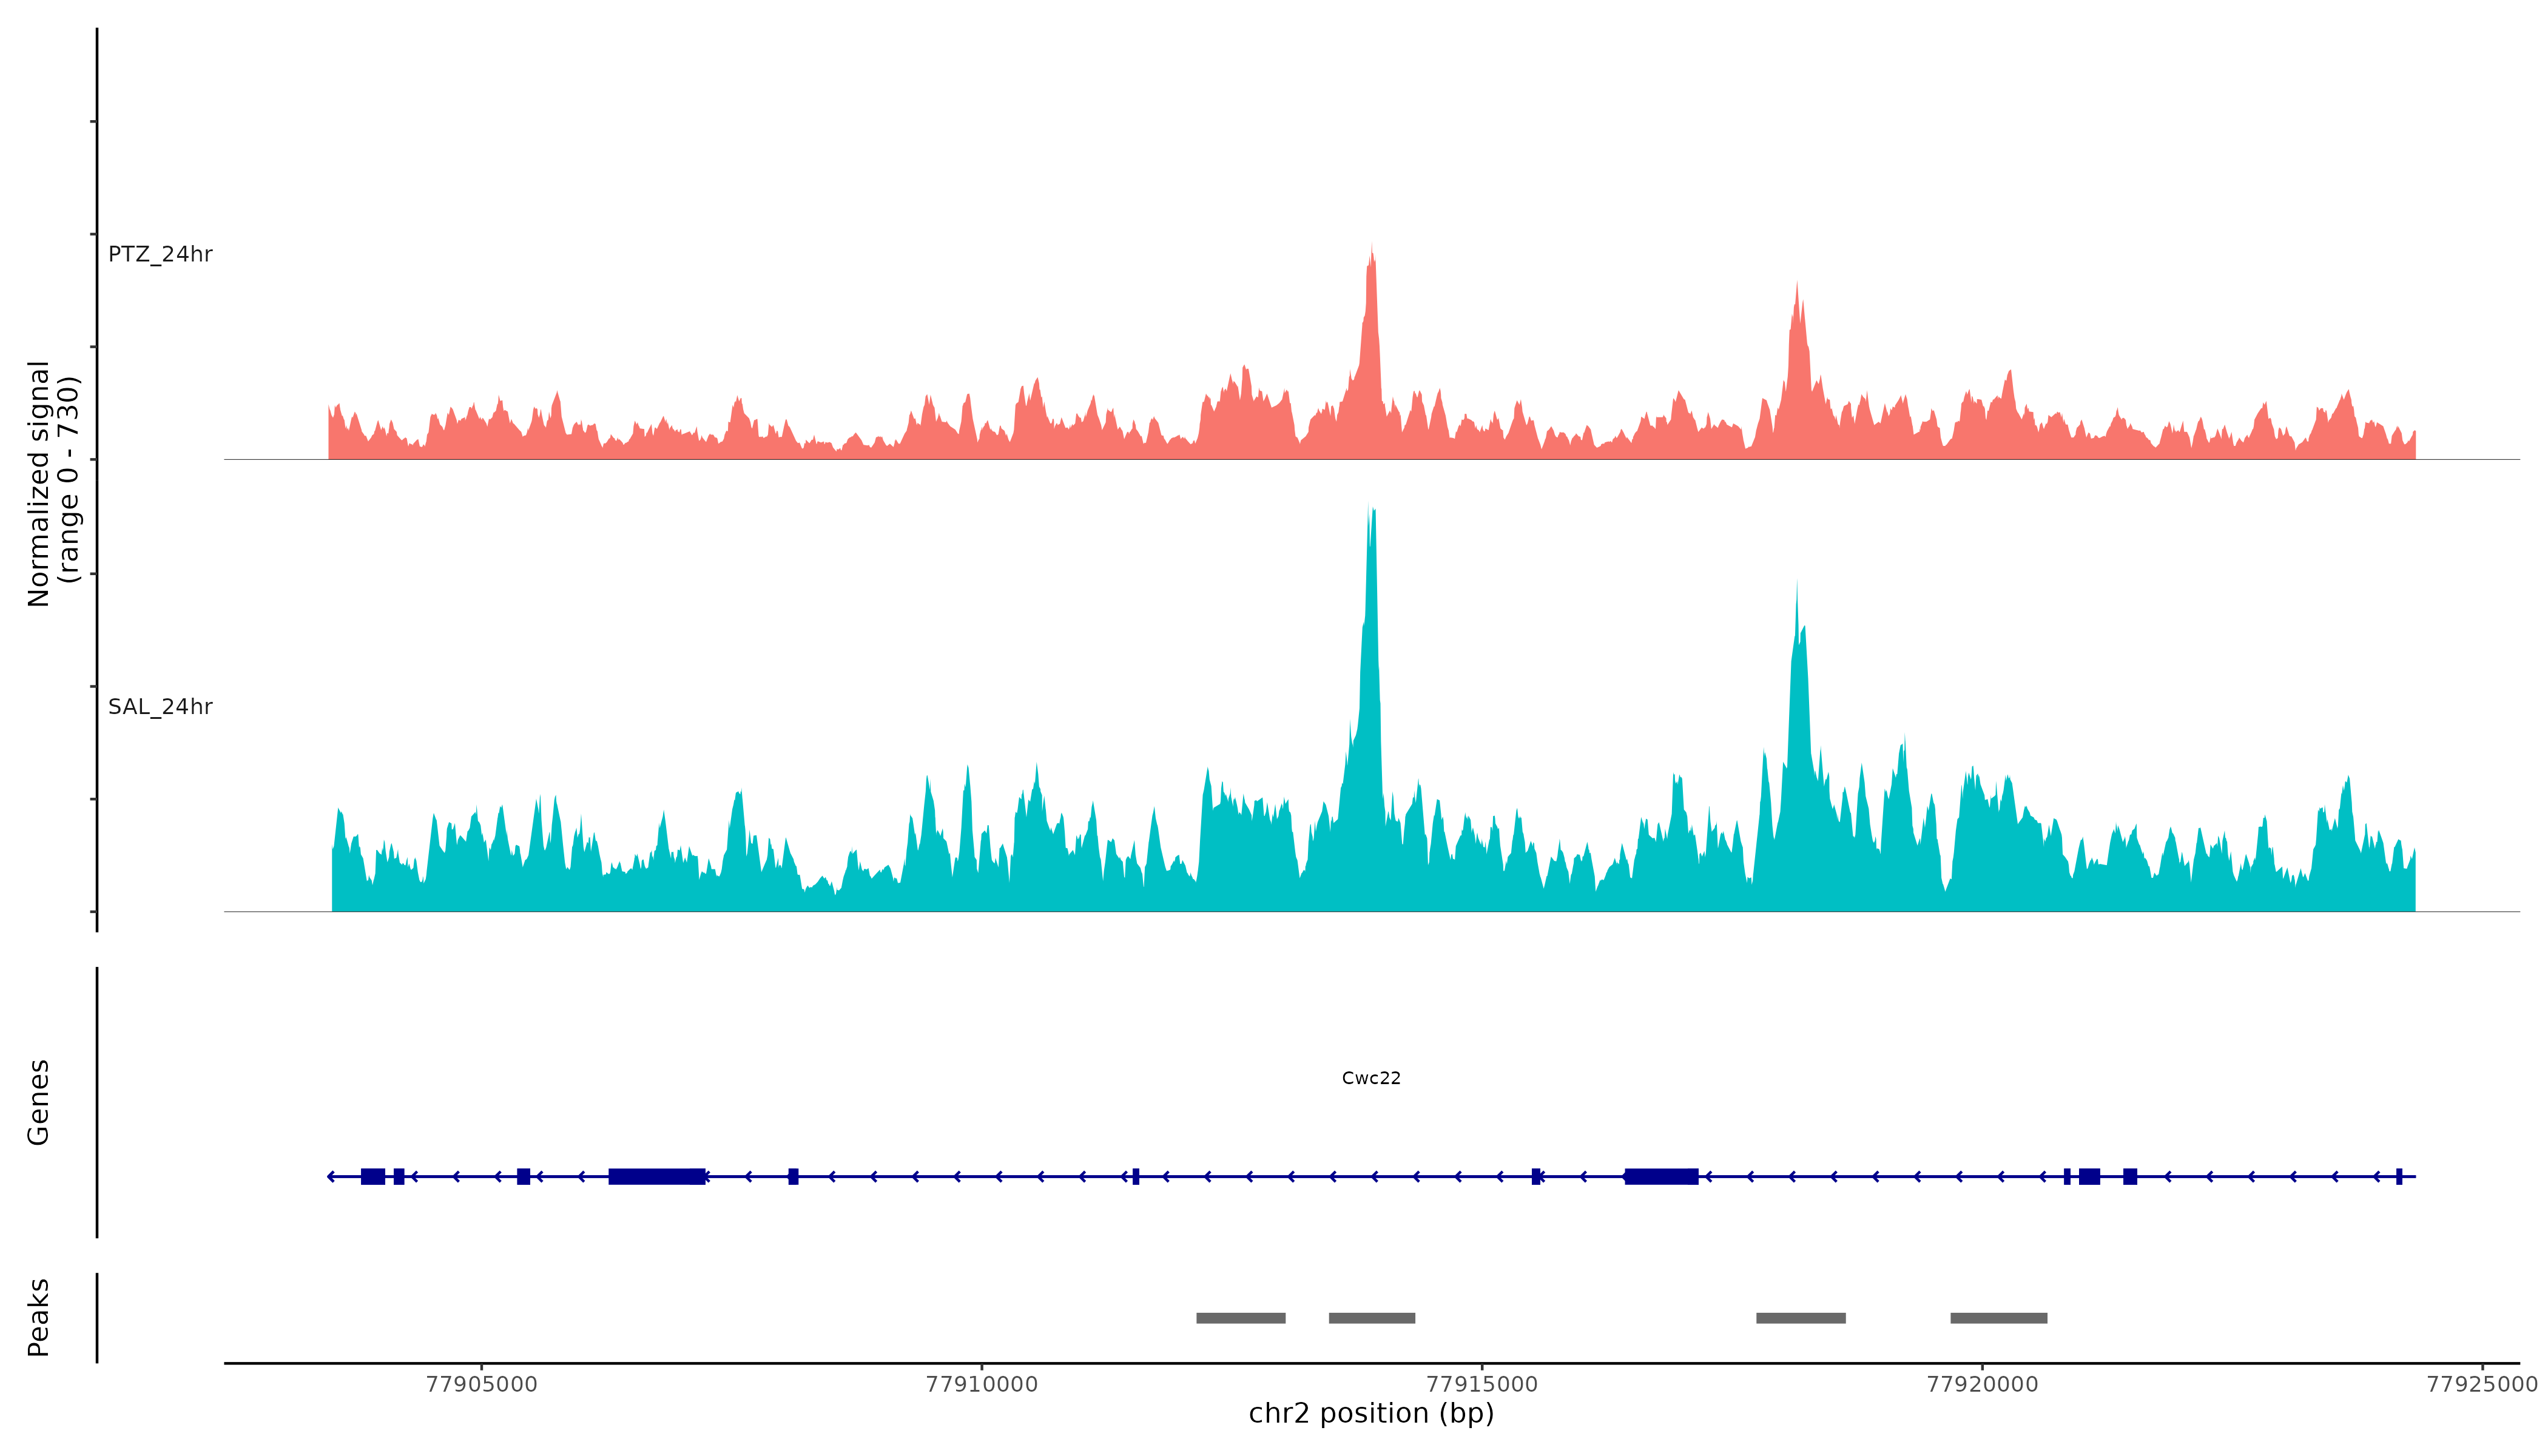 Normalized signal
(range 0 - 730)
PTZ_24hr
SAL_24hr
Genes
Cwc22
Peaks
77905000 77910000 77915000 77920000 77925000
chr2 position (bp)